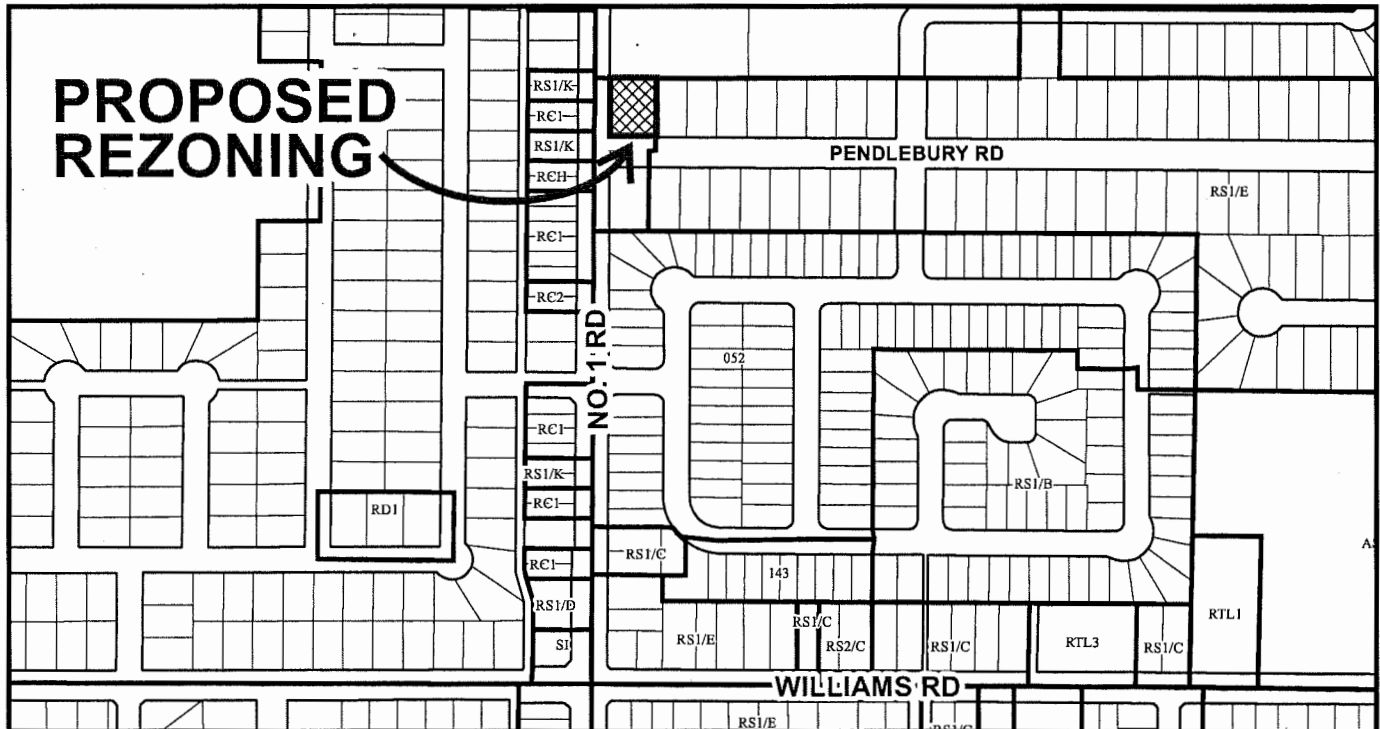 PROPOSED
REZONING
RS1/K
RC1
RS1/K
RCH
RC1
RC2
PENDLEBURY RD
RS1/E
NO. 1 RD
052
RC1
RS1/K
RC1
RC1
RS1/D
RD1
RS1/B
RS1/C
143
RS1/E
RS1/C
RS2/C
RS1/C
RTL3
RS1/C
RTL1
WILLIAMS RD
RS1/E